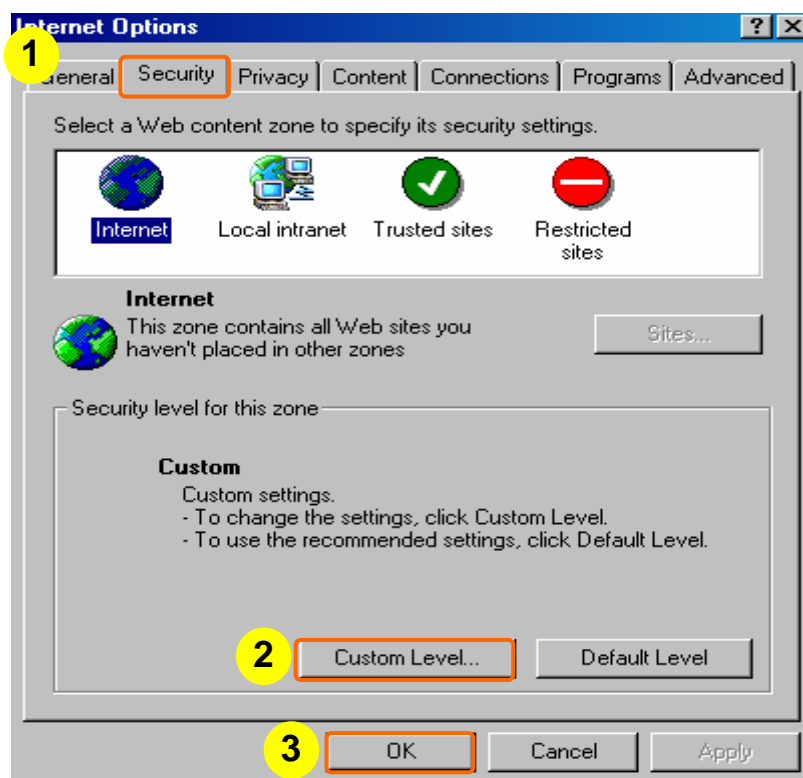 Internet Options
1
General Security Privacy Content Connections Programs Advanced
Select a Web content zone to specify its security settings.
Internet Local intranet Trusted sites Restricted sites
Internet
This zone contains all Web sites you
haven't placed in other zones
Sites...
Security level for this zone
Custom
Custom settings.
- To change the settings, click Custom Level.
- To use the recommended settings, click Default Level.
2 Custom Level... Default Level
3 OK Cancel Apply